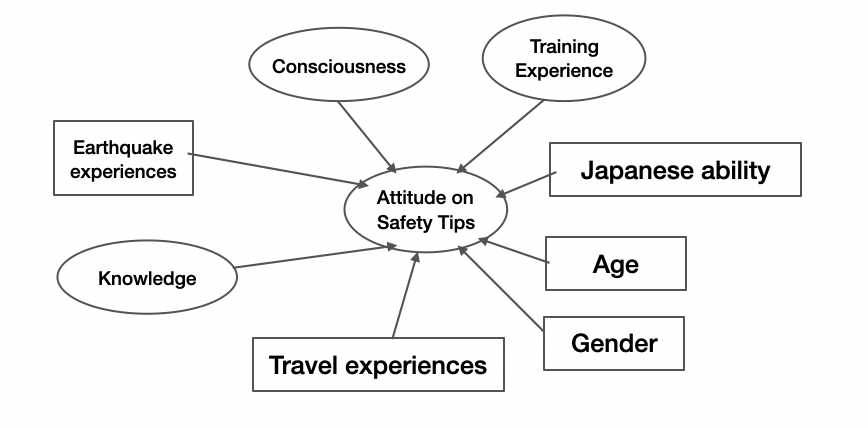 Consciousness
Training
Experience
Earthquake
experiences
Japanese ability
Attitude on
Safety Tips
Knowledge
Age
Gender
Travel experiences